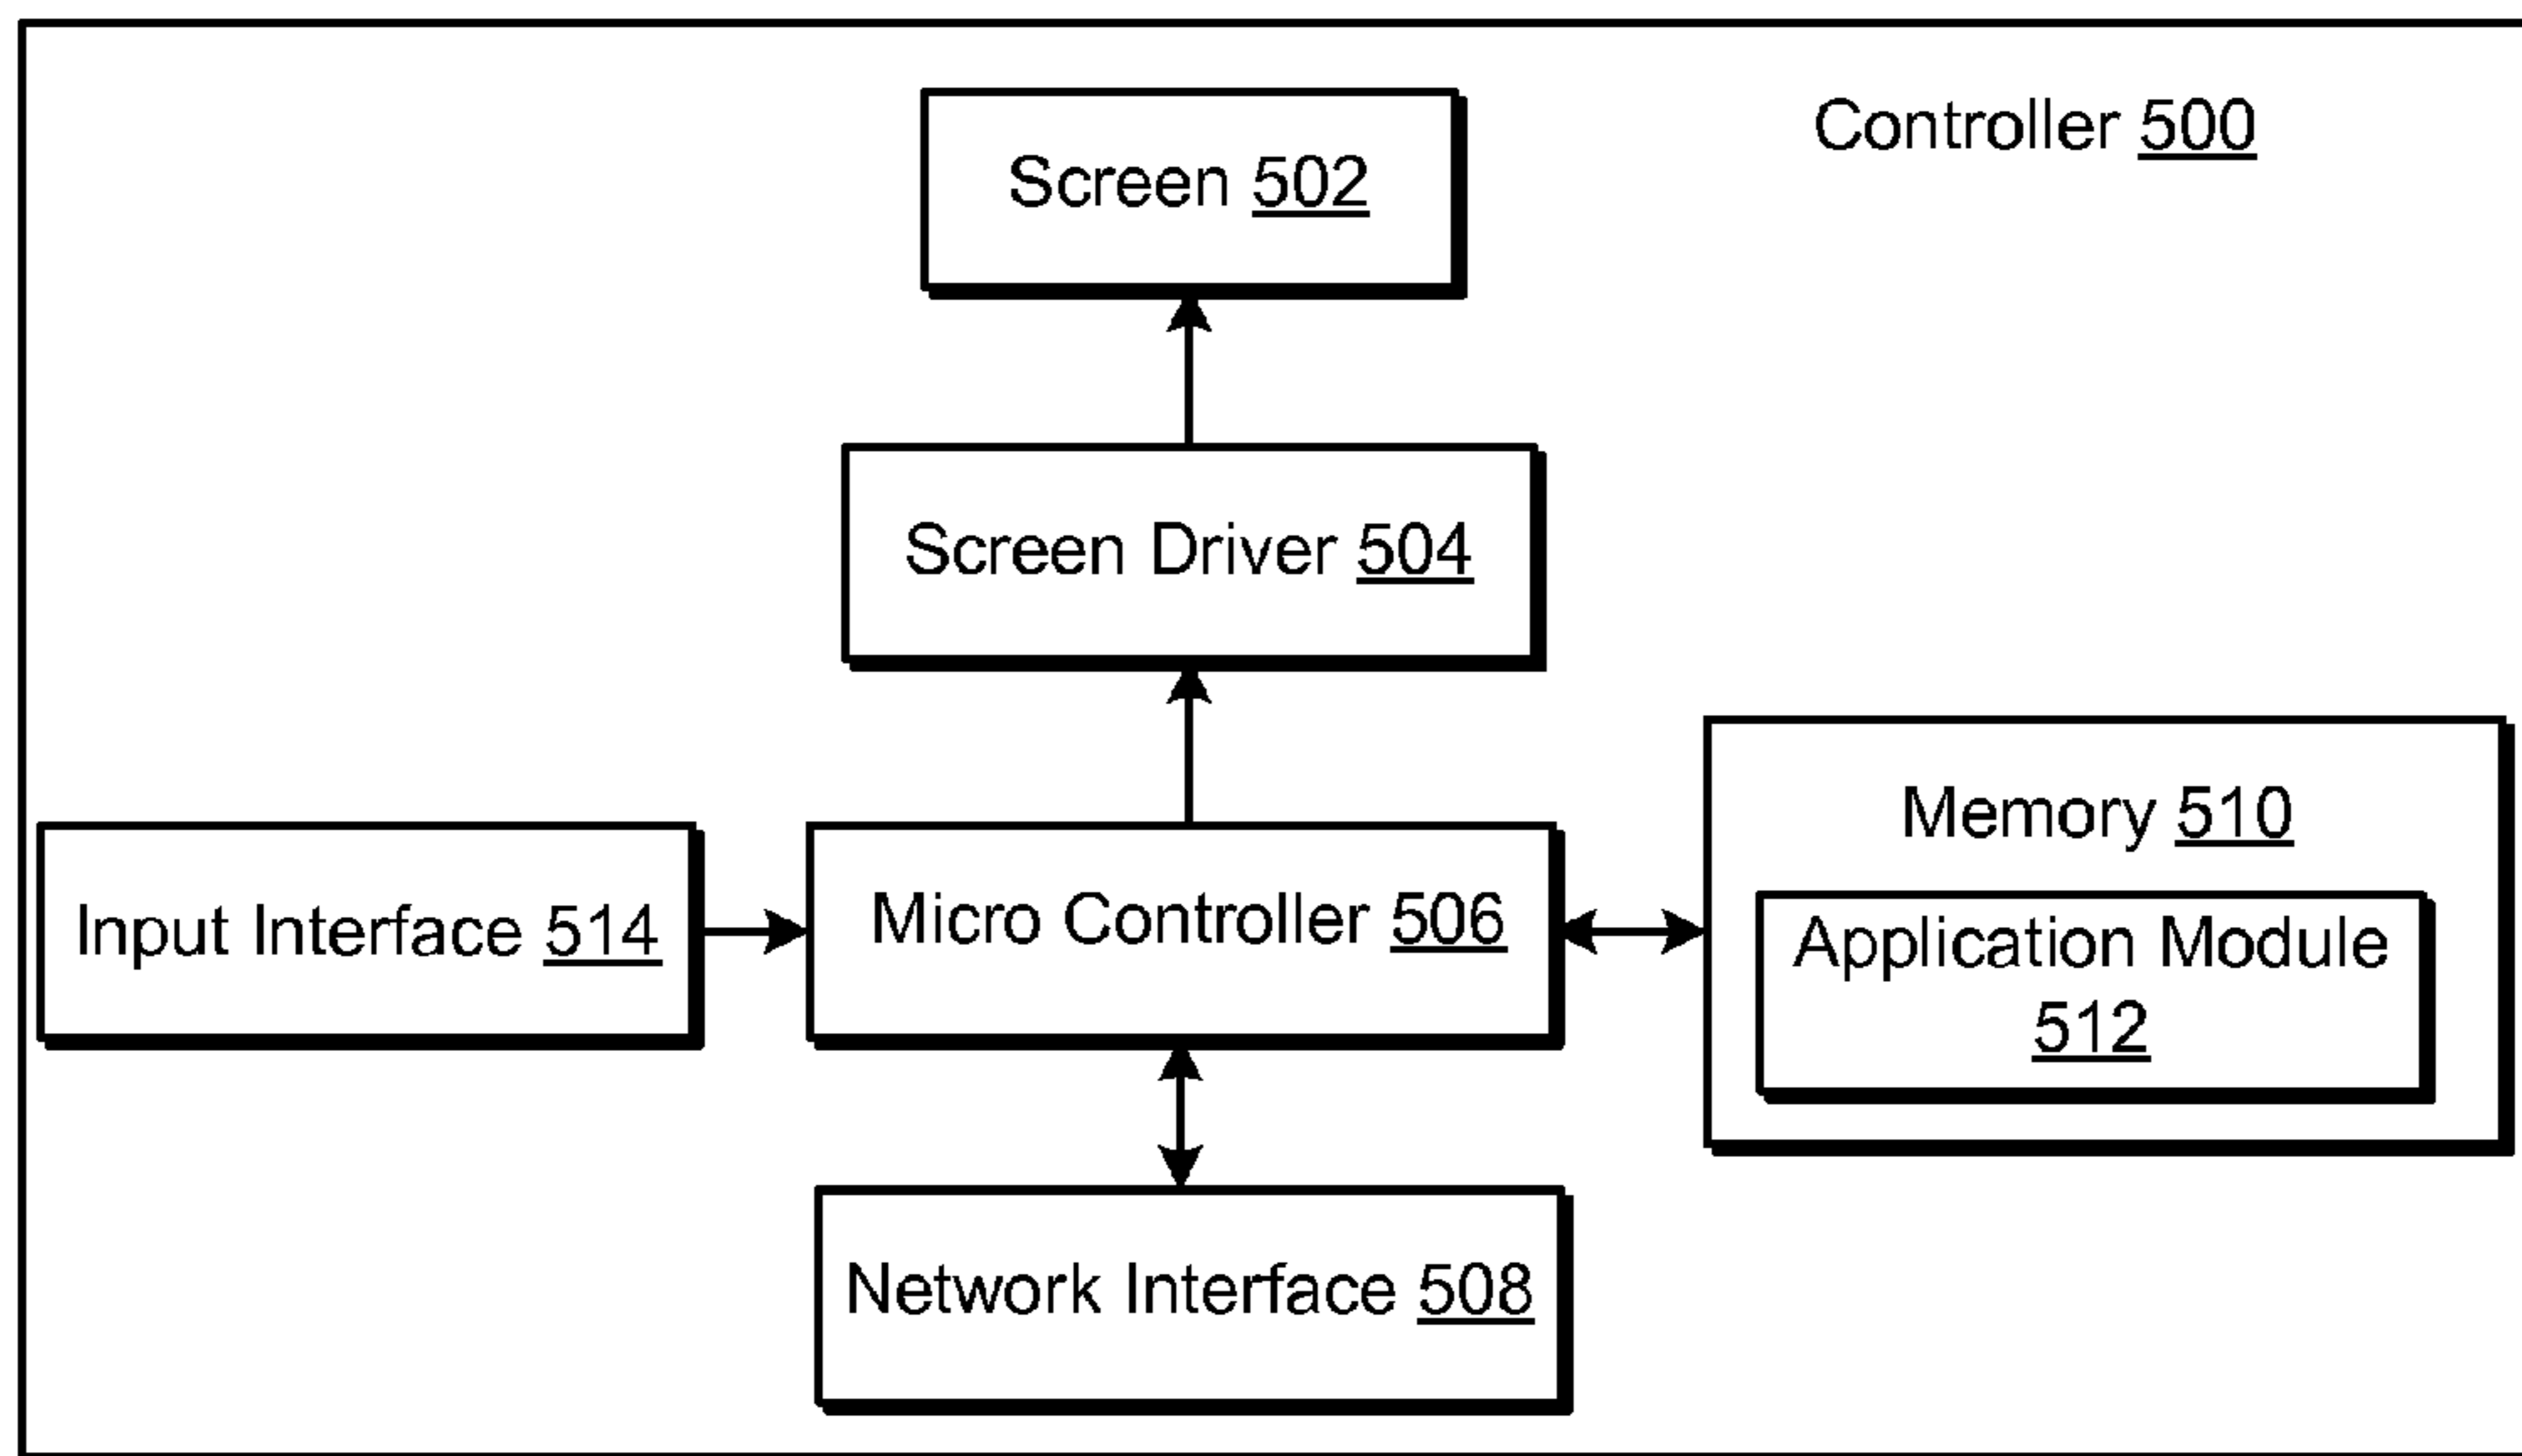 Controller 500
Screen 502
Screen Driver 504
Memory 510
Input Interface 514
Micro Controller 506
Application Module
512
Network Interface 508